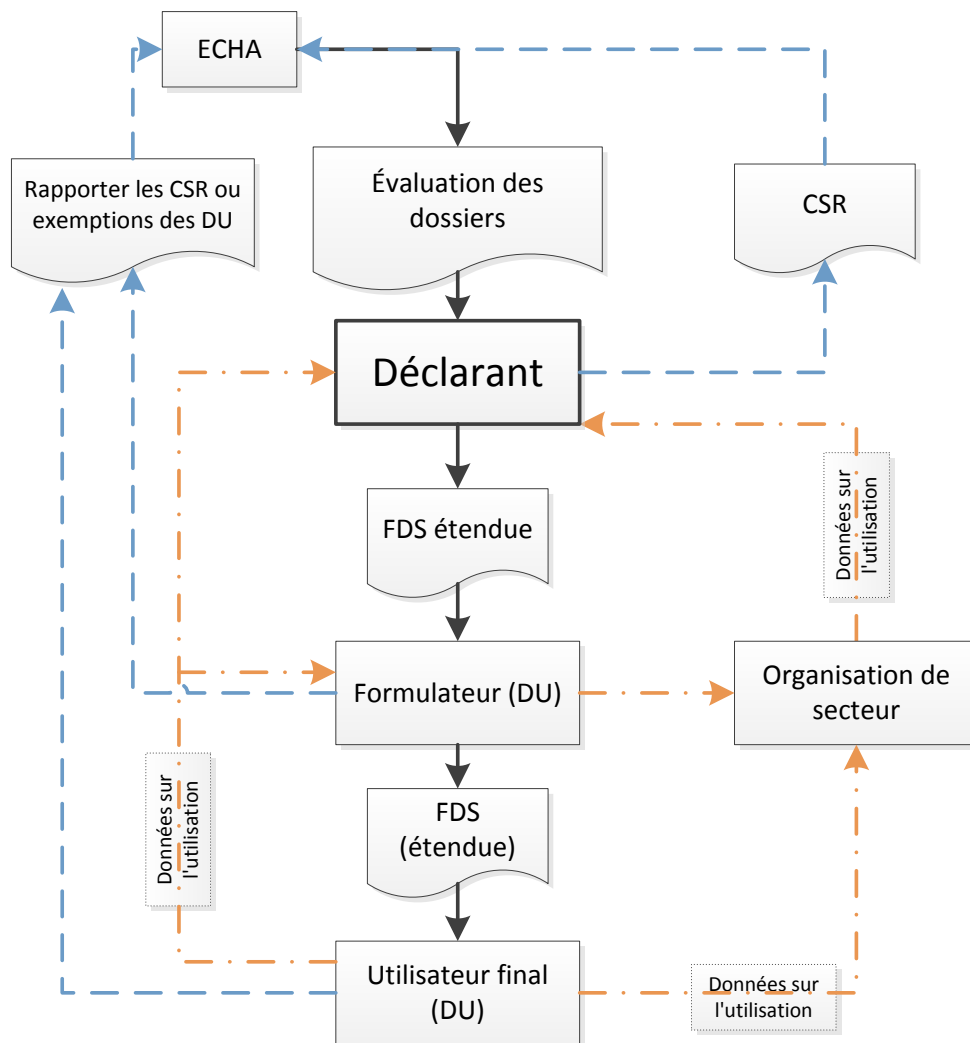 ECHA
Rapporter les CSR ou
exemptions des DU
Évaluation des
dossiers
CSR
Déclarant
FDS étendue
Données sur
l'utilisation
Formulateur (DU)
Organisation de
secteur
Données sur
l'utilisation
FDS
(étendue)
Utilisateur final
(DU)
Données sur
l'utilisation